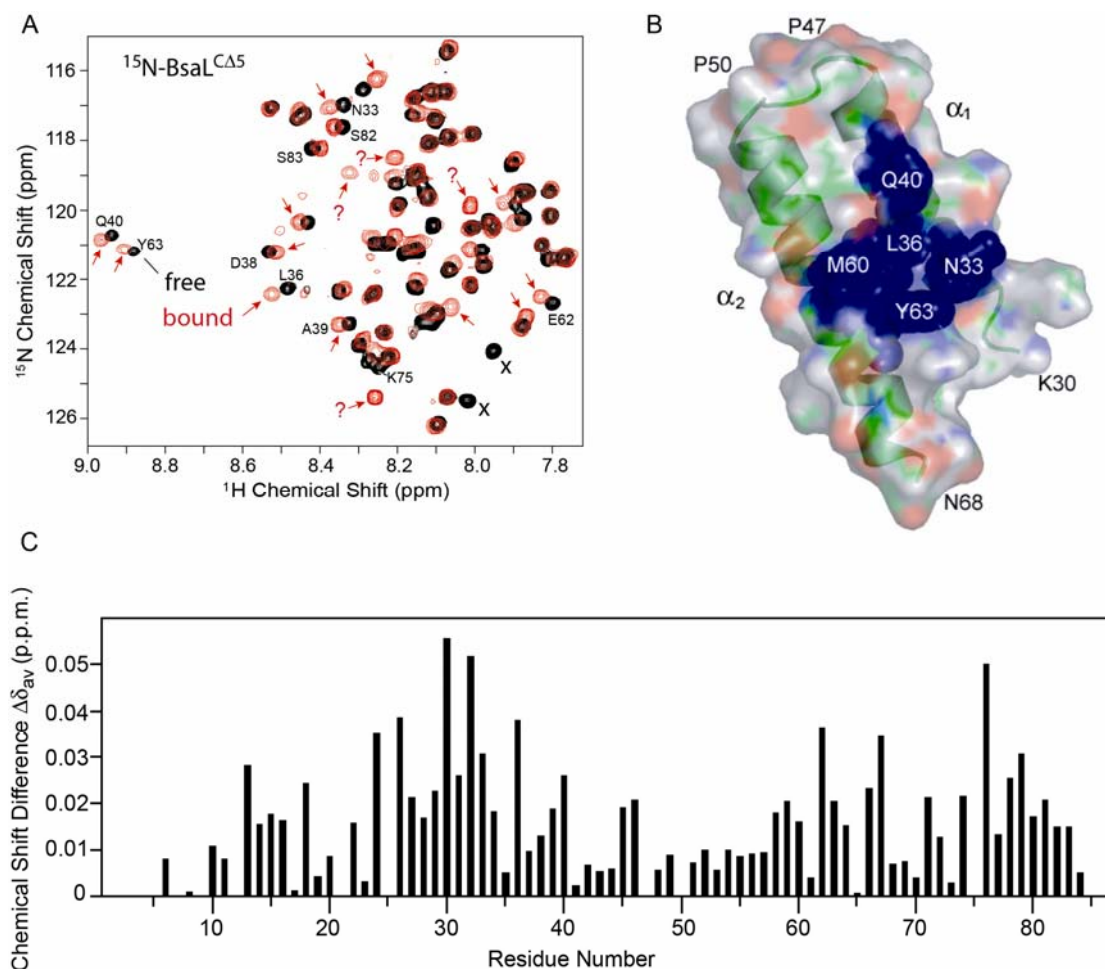 A
¹⁵N-BsaL^CΔ5
116
118
120
122
124
126
¹⁵N Chemical Shift (ppm)
N33
S82
S83
?
?
?
Q40
Y63
free
bound
D38
L36
A39
E62
K75
x
x
?
9.0 8.6 8.4 8.2 8.0 7.8
¹H Chemical Shift (ppm)
B
P47
P50
α₁
Q40
L36
M60
N33
α₂
Y63
K30
N68
C
Chemical Shift Difference Δδav (p.p.m.)
0.05
0.04
0.03
0.02
0.01
0
10 20 30 40 50 60 70 80
Residue Number